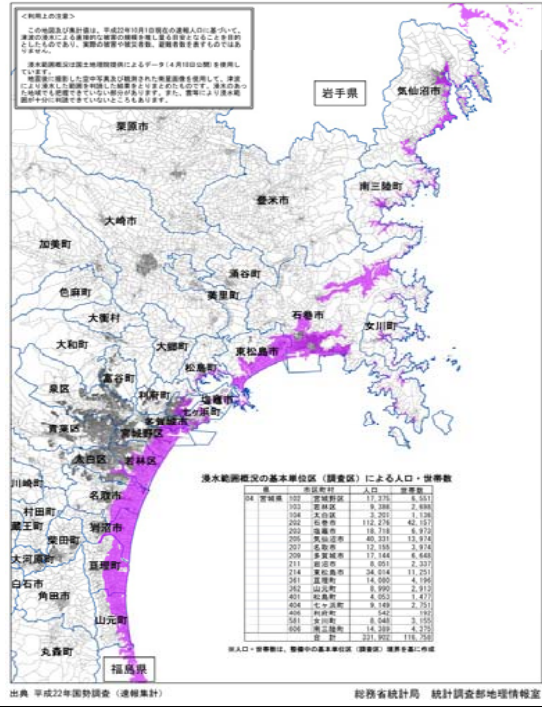 ＜利用上の注意＞
この地図及び集計値は、平成22年10月1日現在の速報人口に基づいて、
津波の浸水による直接的な被害の規模を推し量る目安となることを目的
としたものであり、実際の被害や被災者数、避難者数を表すものではあ
りません。
浸水範囲概況は国土地理院提供によるデータ(4月10日公開)を使用し
ています。
地震後に撮影した空中写真及び観測された衛星画像を使用して、津波
により浸水した範囲を判読した結果をとりまとめたものです。浸水のあっ
た地域でも把握できていない部分があります。また、雲等により浸水範
囲が十分に判読できていないところもあります。
岩手県
気仙沼市
栗原市
南三陸町
登米市
大崎市
加美町
涌谷町
色麻町
美里町
石巻市
大衡村
女川町
大和町
大郷町
東松島市
松島町
富谷町
泉区
利府町
塩竈市
七ヶ浜町
青葉区
多賀城市
宮城野区
太白区
若林区
川崎町
名取市
村田町
蔵王町
岩沼市
柴田町
大河原町
亘理町
白石市
角田市
山元町
丸森町
福島県
浸水範囲概況の基本単位区（調査区）による人口・世帯数
県 市区町村 人口 世帯数
04 宮城県 102 宮城野区 17,375 6,551
103 若林区 9,386 2,698
104 太白区 3,201 1,136
202 石巻市 112,276 42,157
203 塩竈市 18,718 6,973
205 気仙沼市 40,331 13,974
207 名取市 12,155 3,974
209 多賀城市 17,144 6,648
211 岩沼市 8,051 2,337
214 東松島市 34,014 11,251
361 亘理町 14,080 4,196
362 山元町 8,990 2,913
401 松島町 4,053 1,477
404 七ヶ浜町 9,149 2,751
406 利府町 542 192
581 女川町 8,048 3,155
606 南三陸町 14,389 4,375
合計 331,902 116,758
※人口・世帯数は、整備中の基本単位区（調査区）境界を基に作成
出典 平成22年国勢調査（速報集計）
総務省統計局 統計調査部地理情報室